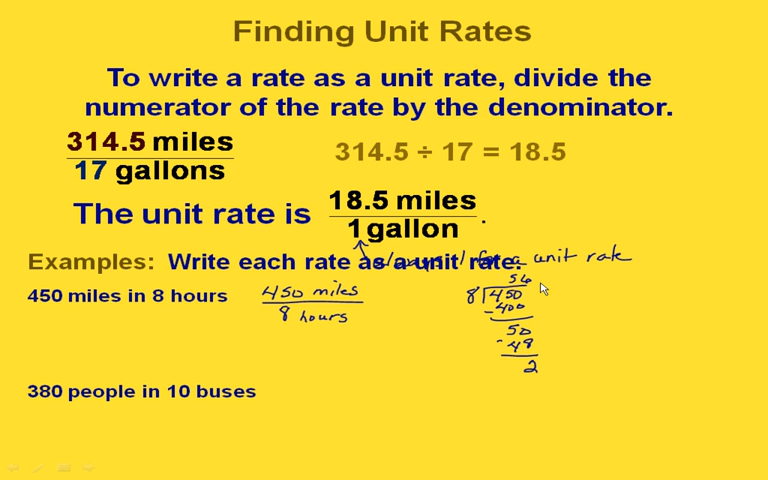 Finding Unit Rates
To write a rate as a unit rate, divide the
numerator of the rate by the denominator.
314.5 miles
17 gallons
314.5 ÷ 17 = 18.5
The unit rate is
18.5 miles
1 gallon
.
always 1 for a unit rate
Examples: Write each rate as a unit rate.
450 miles in 8 hours
450 miles
8 hours
56
8 450
-400
50
-48
2
380 people in 10 buses